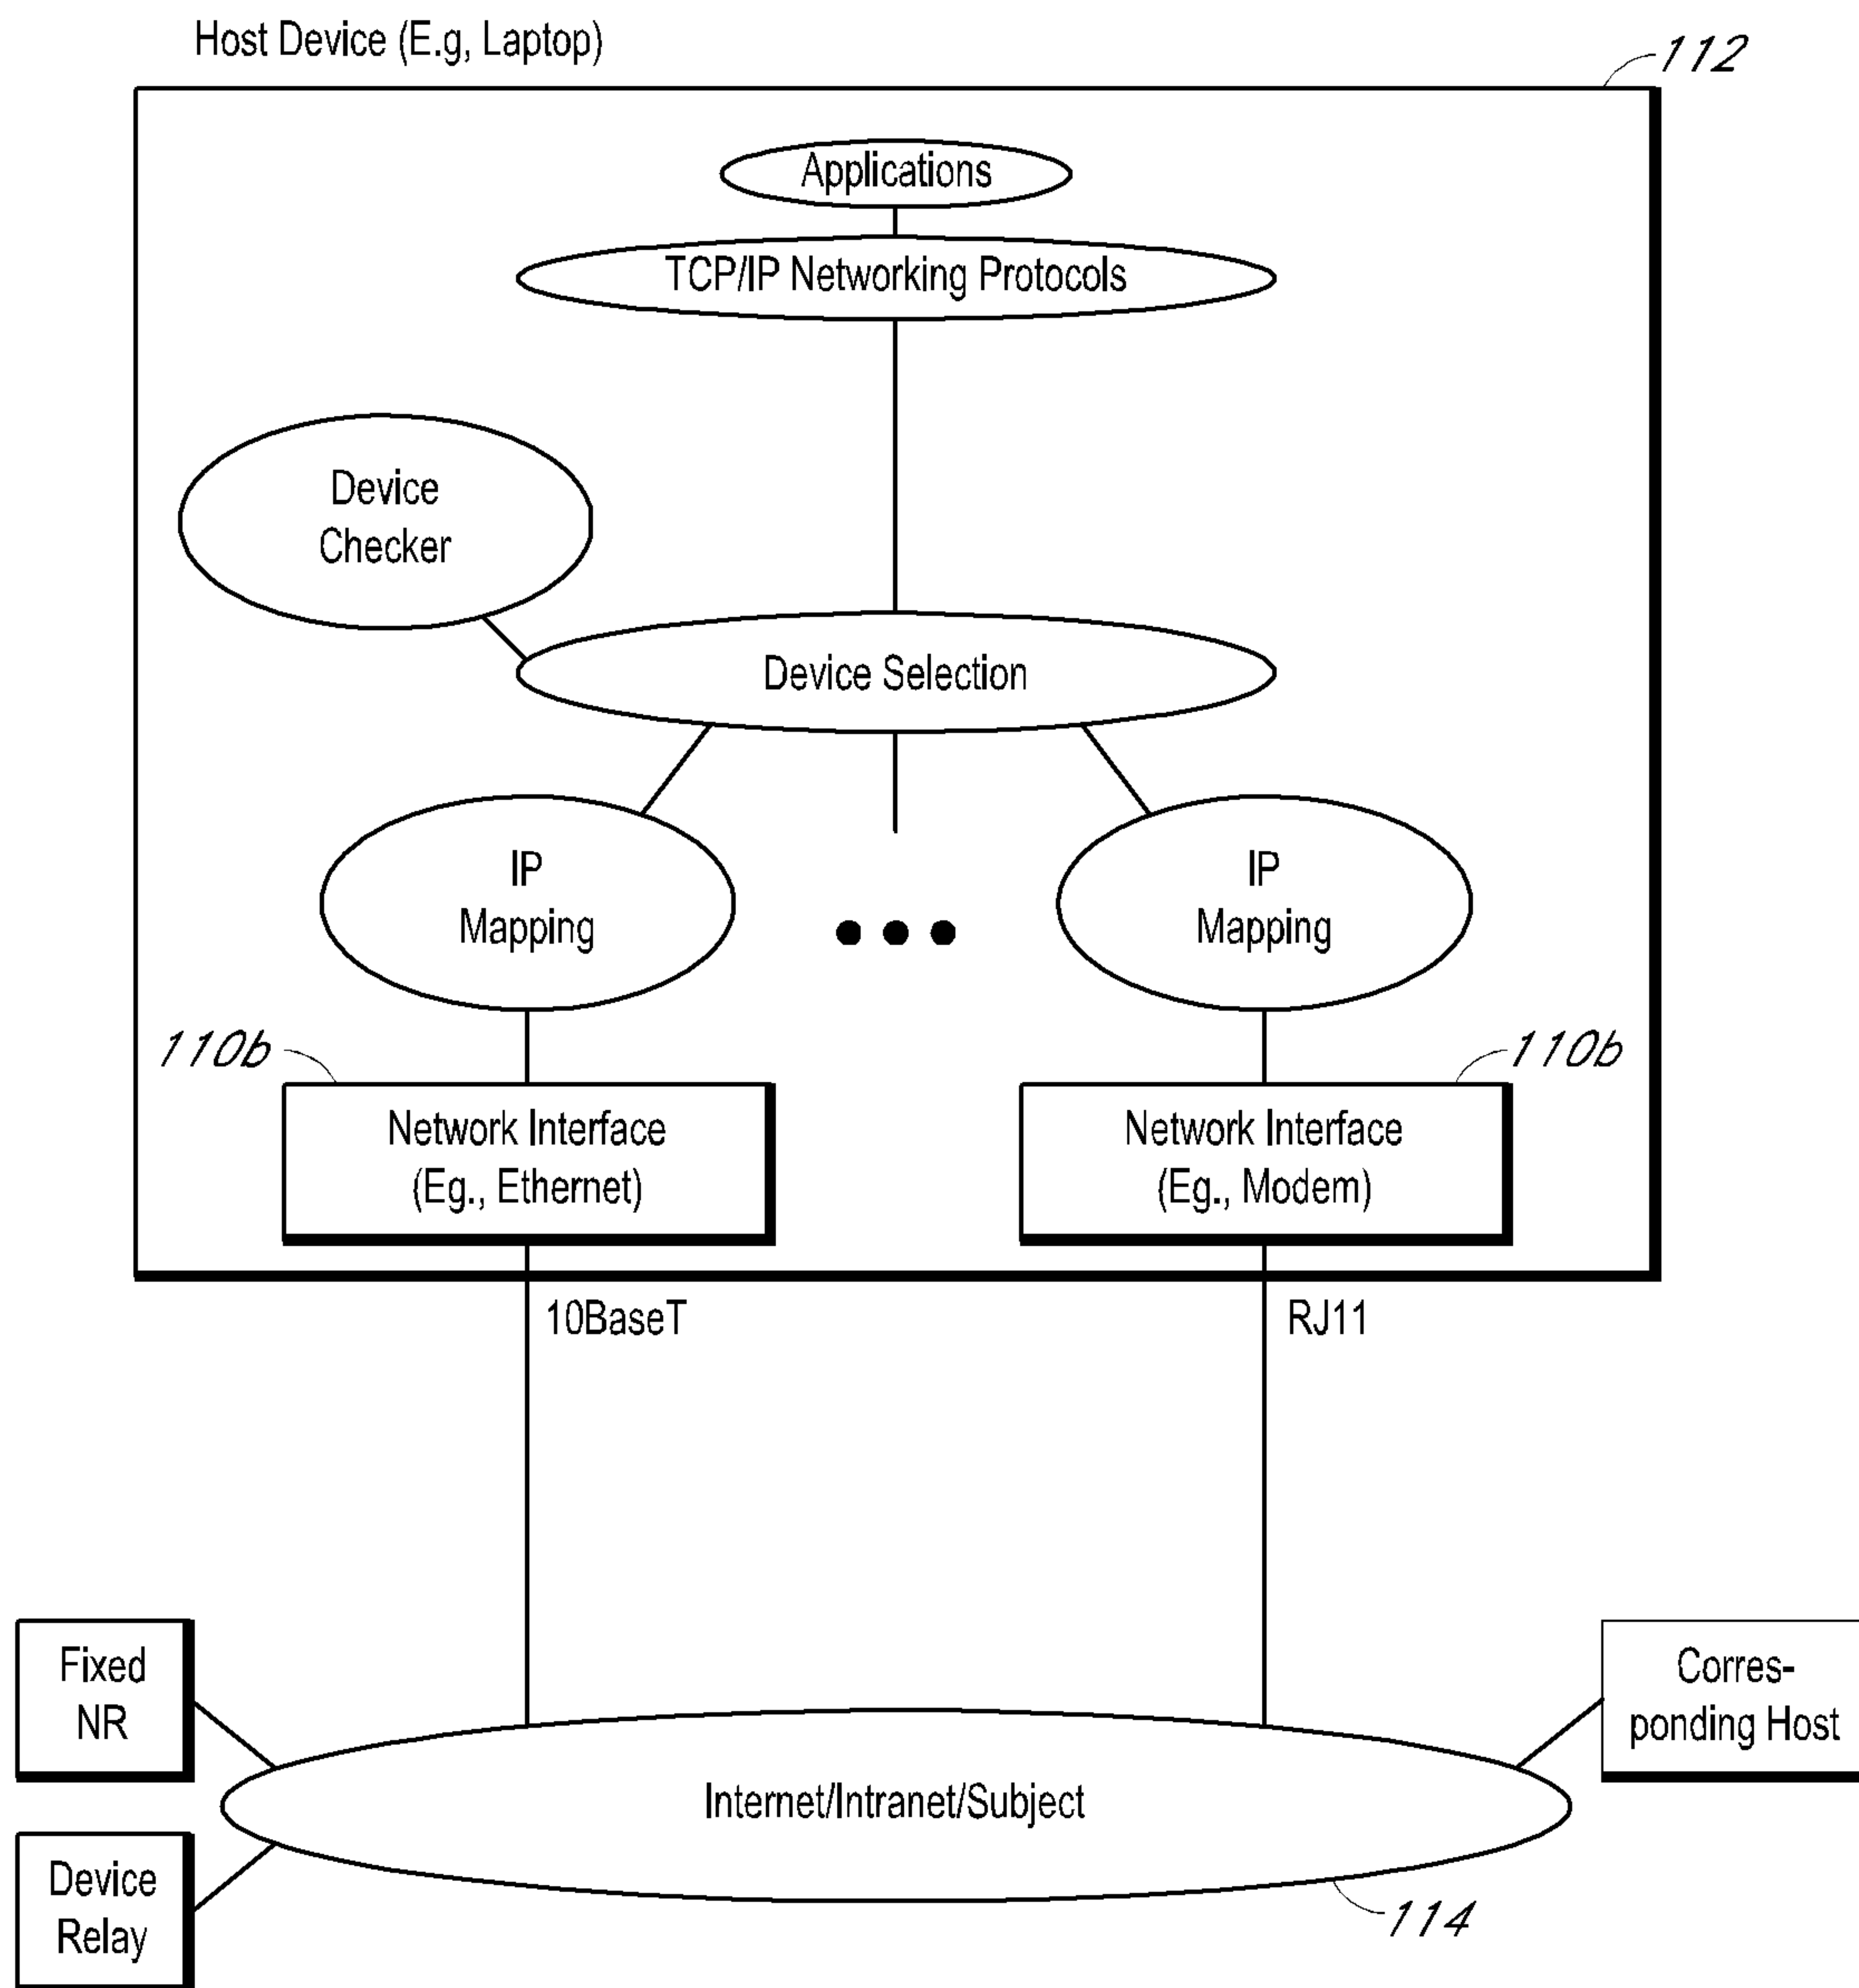 Host Device (E.g, Laptop)
112
Applications
TCP/IP Networking Protocols
Device
Checker
Device Selection
IP
Mapping
IP
Mapping
110b
110b
Network Interface
(Eg., Ethernet)
Network Interface
(Eg., Modem)
10BaseT
RJ11
Fixed
NR
Corres-
ponding Host
Internet/Intranet/Subject
Device
Relay
114